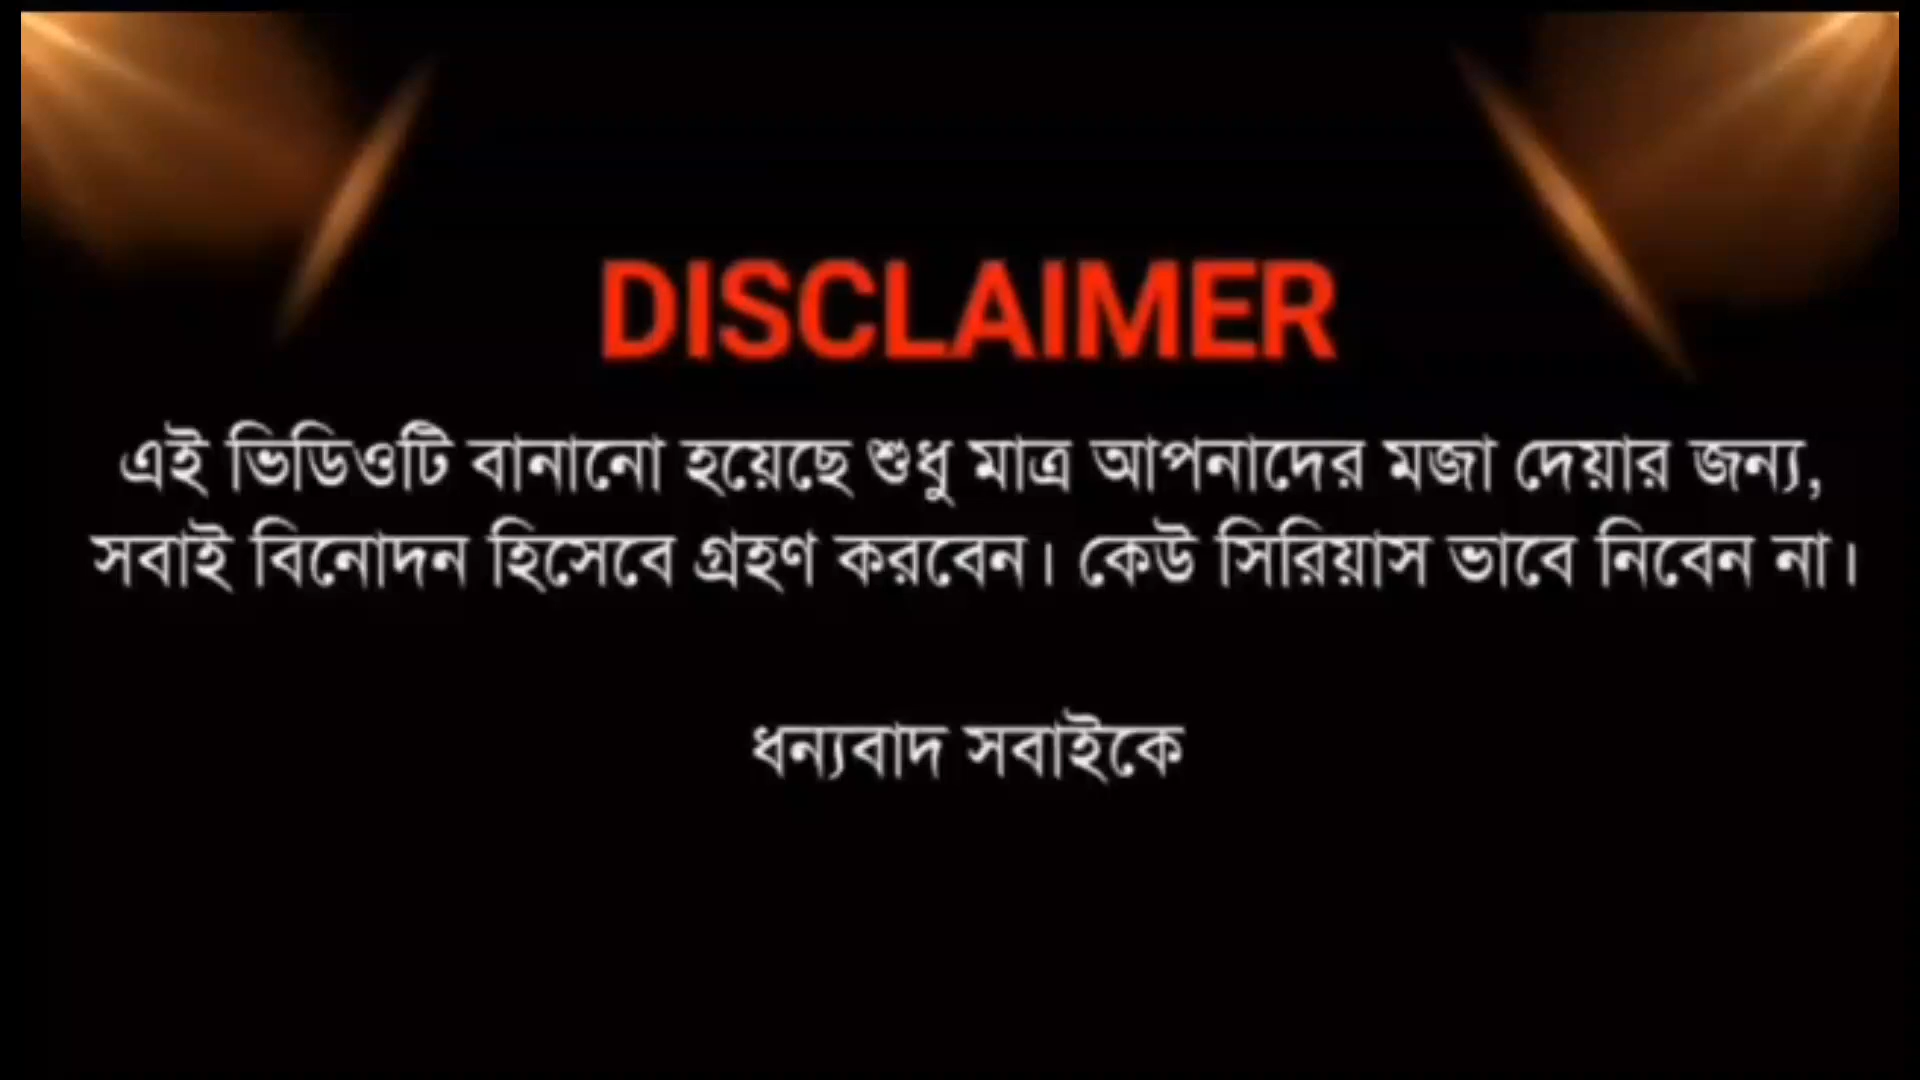 DISCLAIMER
এই ভিডিওটি বানানো হয়েছে শুধু মাত্র আপনাদের মজা দেয়ার জন্য,
সবাই বিনোদন হিসেবে গ্রহণ করবেন। কেউ সিরিয়াস ভাবে নিবেন না।
ধন্যবাদ সবাইকে